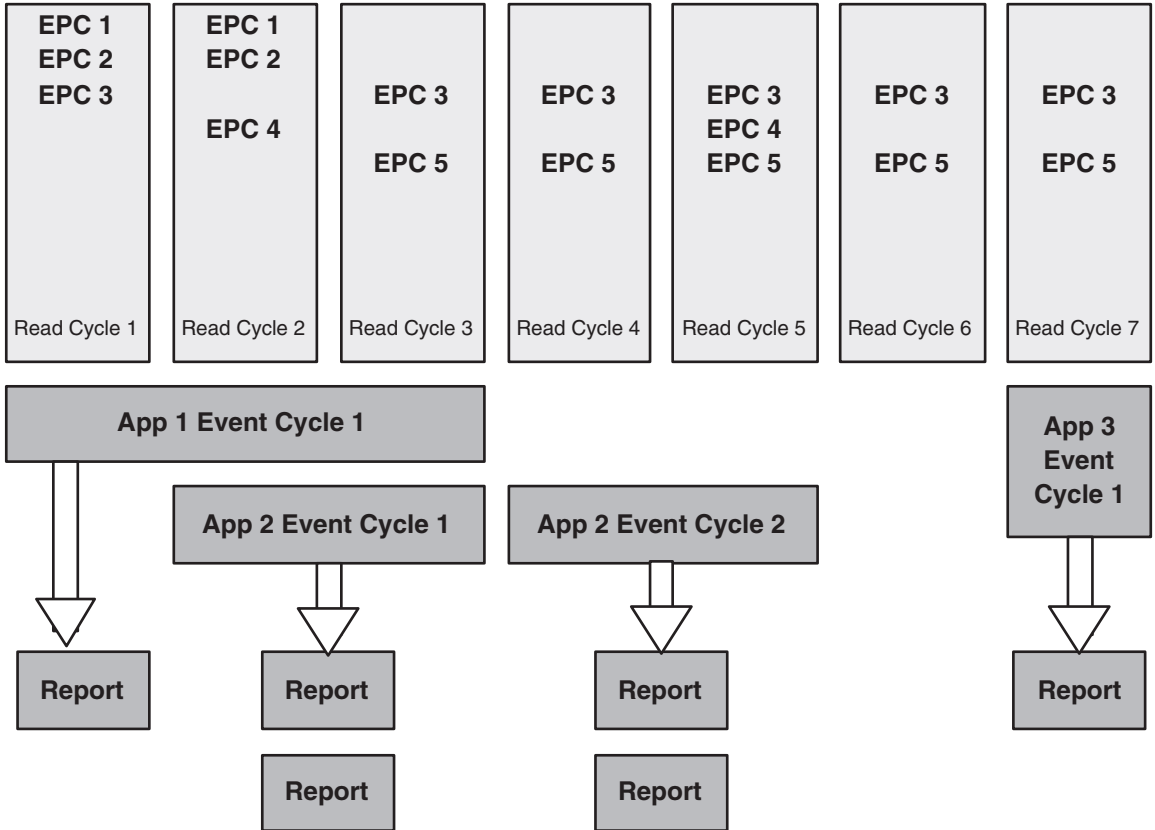 EPC 1
EPC 2
EPC 3
Read Cycle 1
EPC 1
EPC 2
EPC 4
Read Cycle 2
EPC 3
EPC 5
Read Cycle 3
EPC 3
EPC 5
Read Cycle 4
EPC 3
EPC 4
EPC 5
Read Cycle 5
EPC 3
EPC 5
Read Cycle 6
EPC 3
EPC 5
Read Cycle 7
App 1 Event Cycle 1
App 2 Event Cycle 1
App 2 Event Cycle 2
App 3
Event
Cycle 1
Report
Report
Report
Report
Report
Report